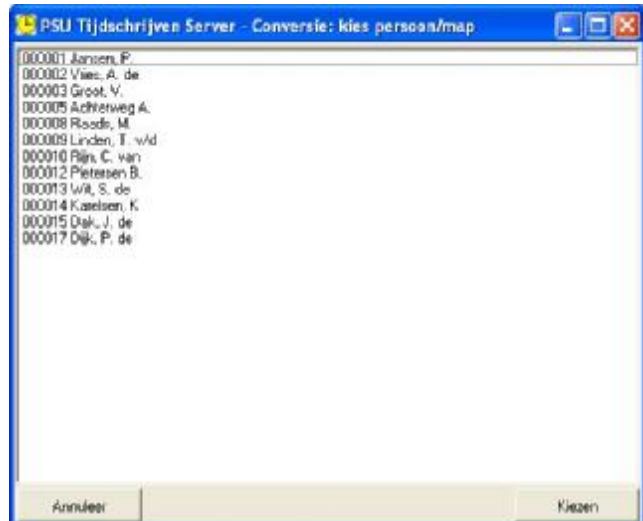 PSU Tijdschrijven Server - Conversie: kies persoon/map
000001 Jansen, P.
000002 Vries, A. de
000003 Groot, V.
000005 Achterweg A.
000008 M.
000009 Linden, T. v/d
000010 Rijn, C. van
000012 Pietersen B.
000013 Wit, S. de
000014 Karelsen, K
000015 Dak, J. de
000017 Dijk, P. de
Annuleer
Kiezen